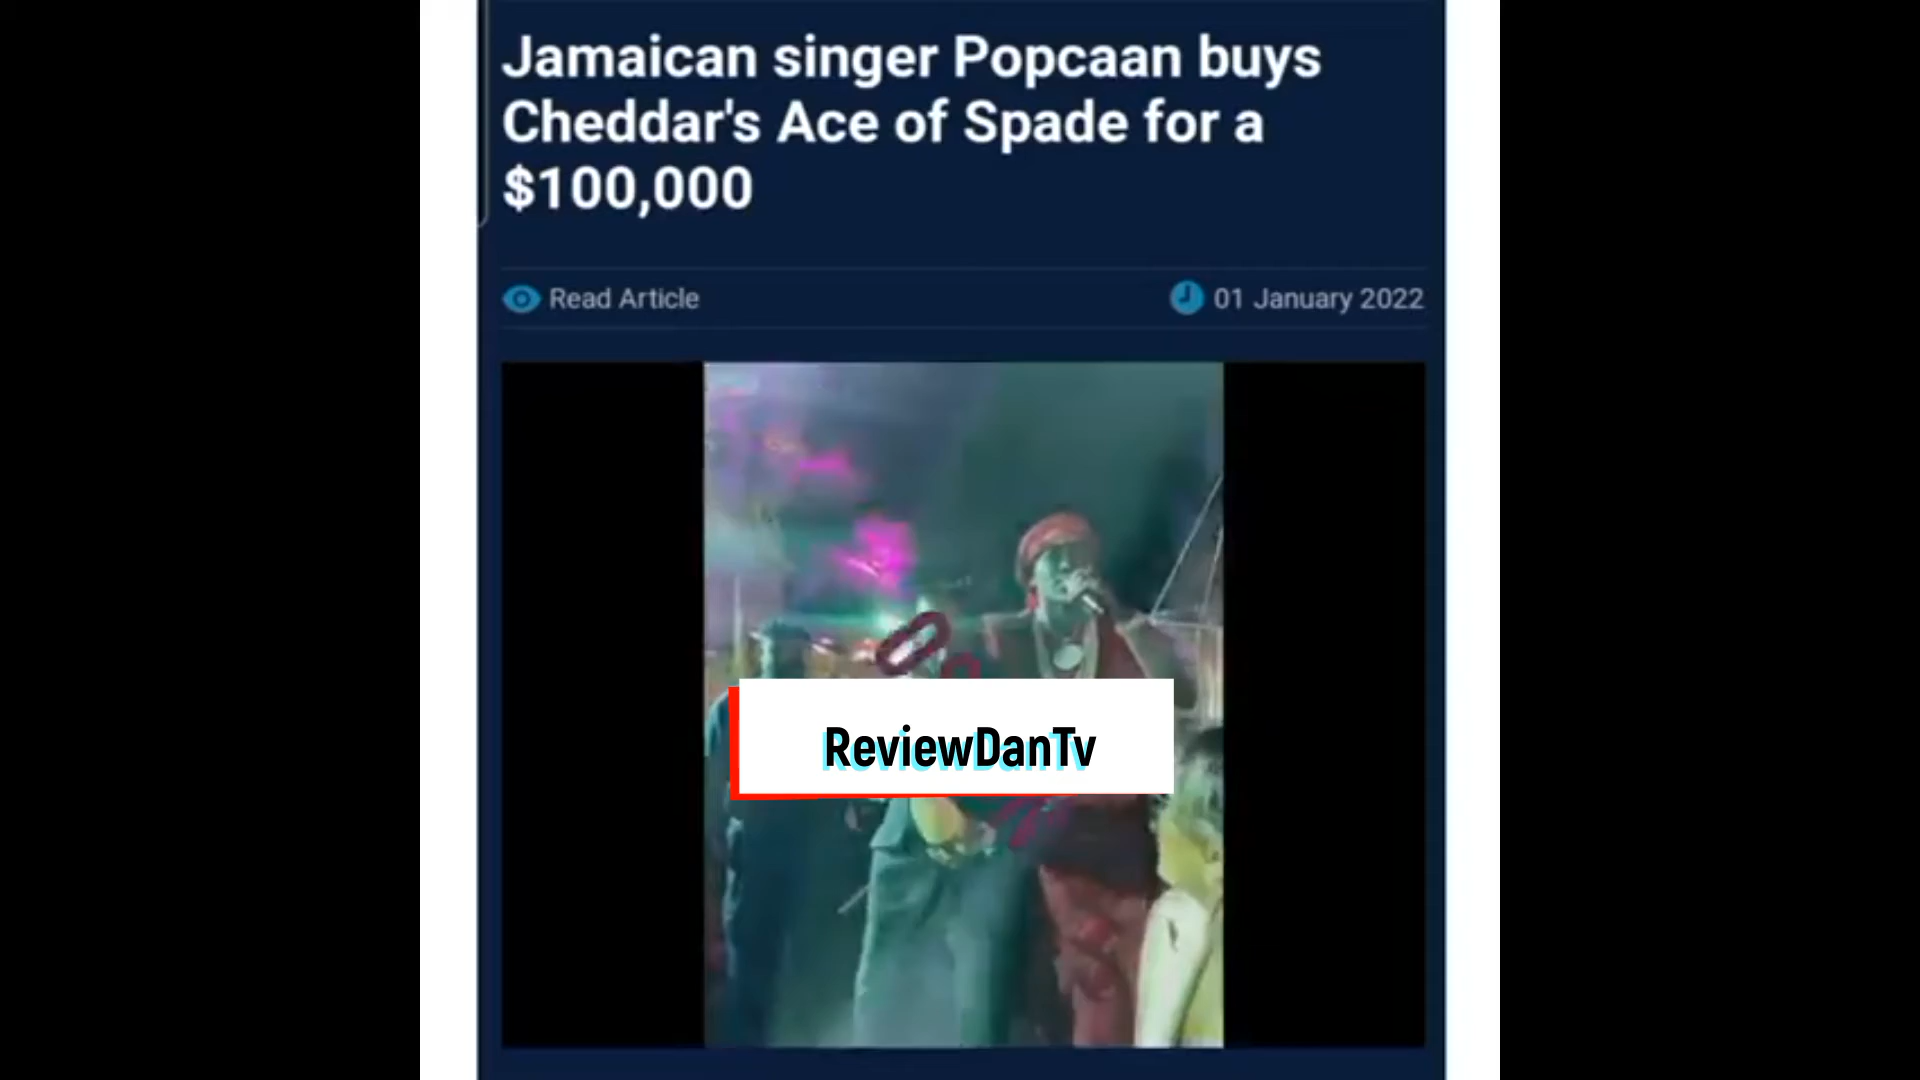 Jamaican singer Popcaan buys
Cheddar's Ace of Spade for a
$100,000
Read Article
01 January 2022
ReviewDanTv